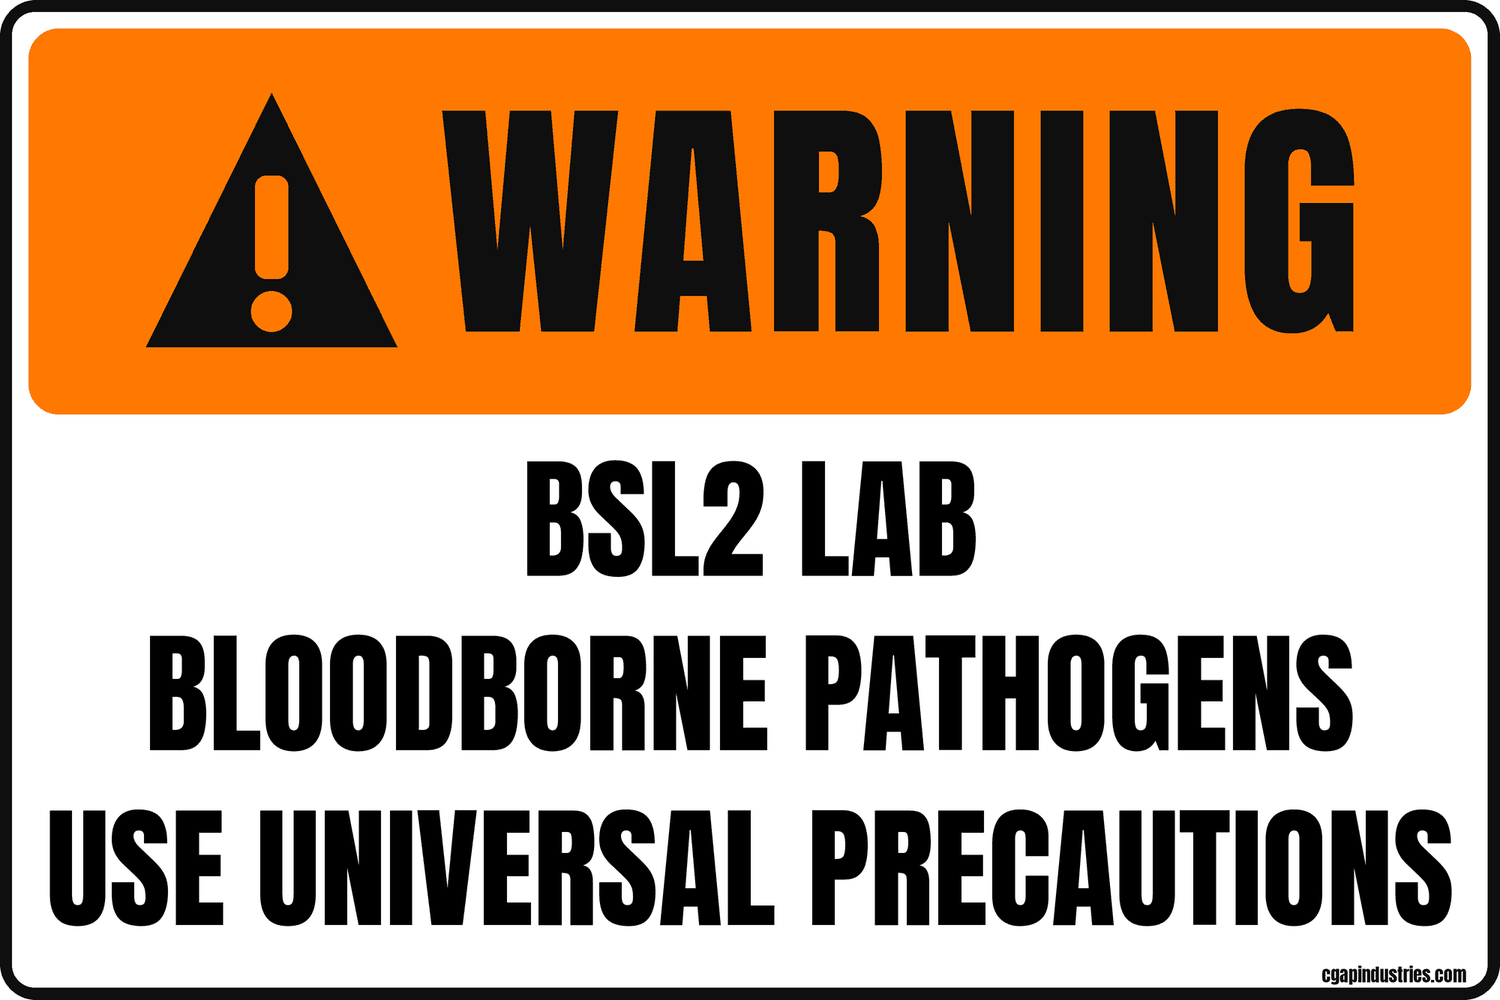 WARNING
BSL2 LAB
BLOODBORNE PATHOGENS
USE UNIVERSAL PRECAUTIONS
cgapindustries.com